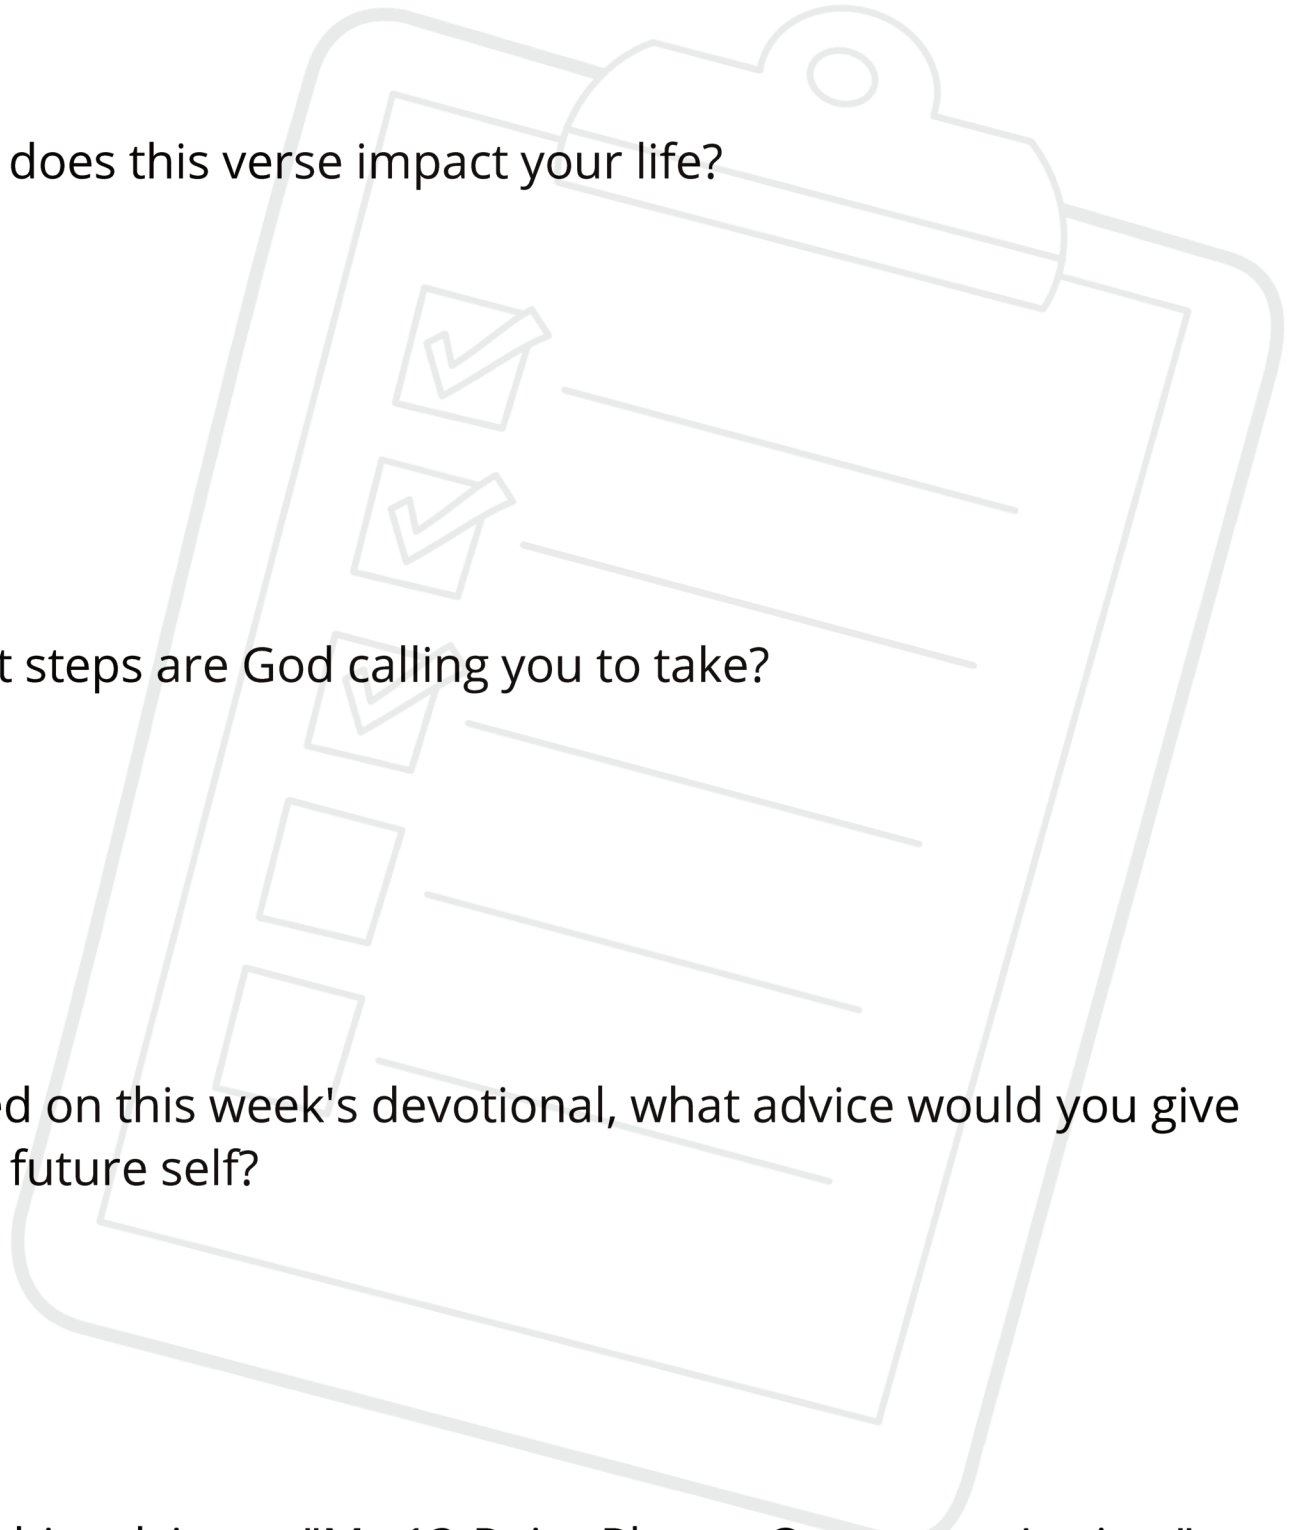 does this verse impact your life?
steps are God calling you to take?
on this week's devotional, what advice would you give
future self?